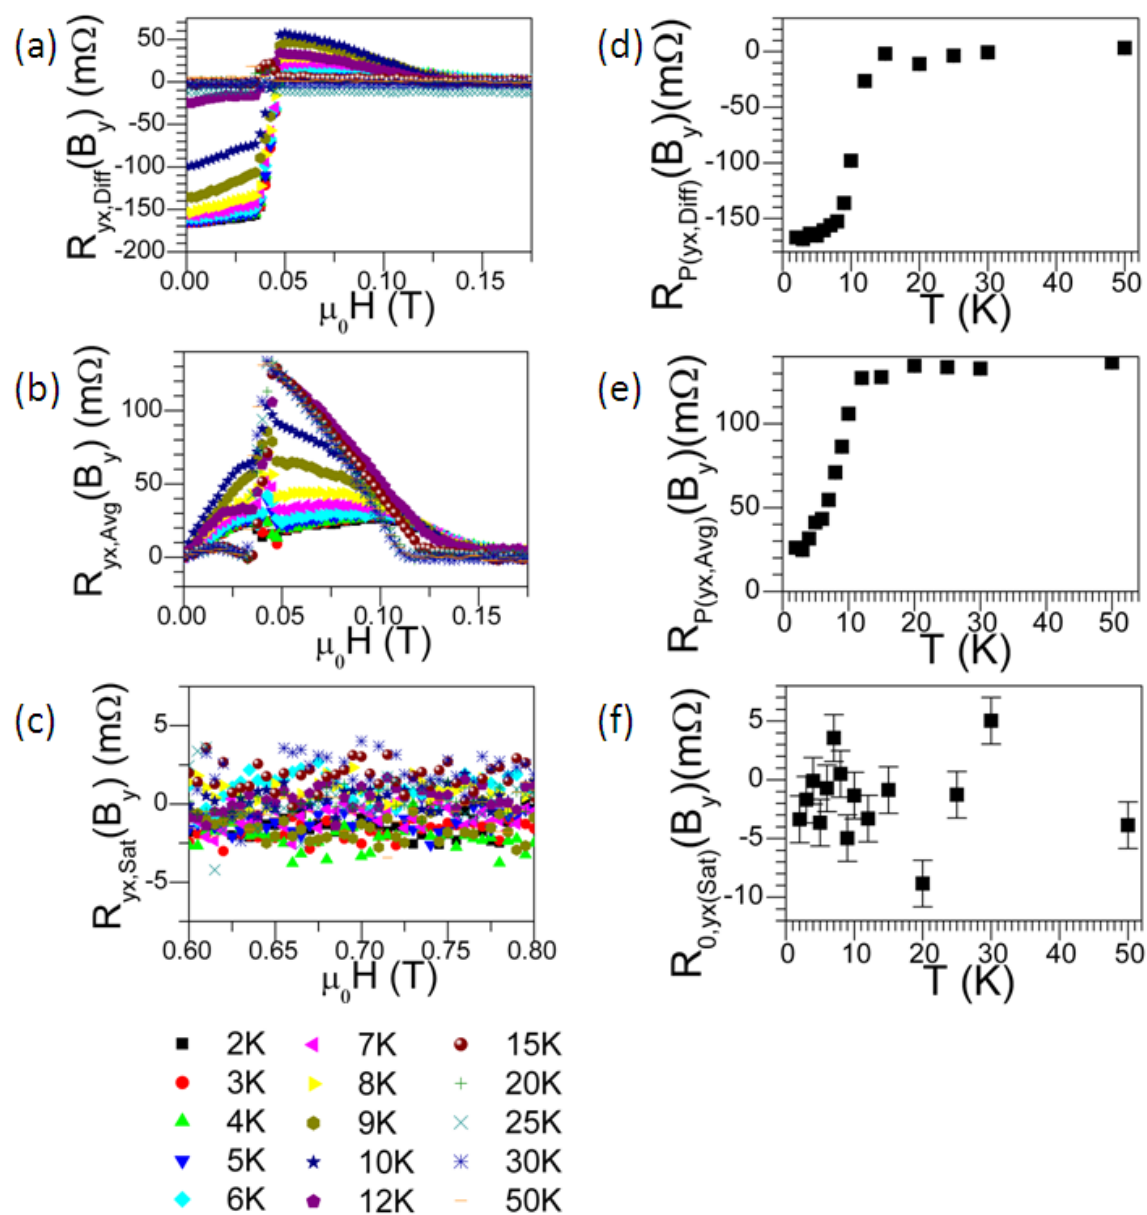 (a)
R_yx,Diff(B_y) (mΩ)
50
0
-50
-100
-150
-200
0.00 0.05 0.10 0.15
μ₀H (T)
(b)
R_yx,Avg(B_y) (mΩ)
100
50
0
0.00 0.05 0.10 0.15
μ₀H (T)
(c)
R_yx,Sat(B_y) (mΩ)
5
0
-5
0.60 0.65 0.70 0.75 0.80
μ₀H (T)
(d)
R_P(yx,Diff)(B_y)(mΩ)
0
-50
-100
-150
0 10 20 30 40 50
T (K)
(e)
R_P(yx,Avg)(B_y)(mΩ)
100
50
0
0 10 20 30 40 50
T (K)
(f)
R_0,yx(Sat)(B_y)(mΩ)
5
0
-5
-10
0 10 20 30 40 50
T (K)
2K 7K 15K
3K 8K 20K
4K 9K 25K
5K 10K 30K
6K 12K 50K